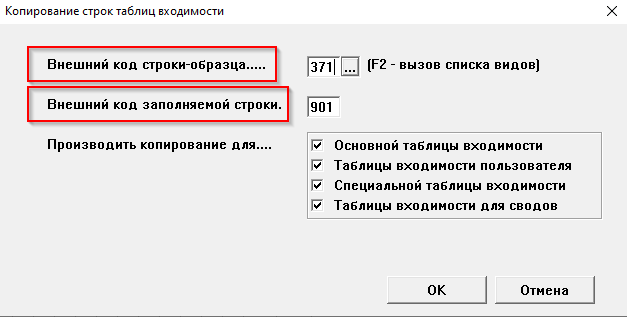 Копирование строк таблиц входимости
Внешний код строки-образца..... 371 ... (F2 - вызов списка видов)
Внешний код заполняемой строки. 901
Производить копирование для....
Основной таблицы входимости
Таблицы входимости пользователя
Специальной таблицы входимости
Таблицы входимости для сводов
OK Отмена